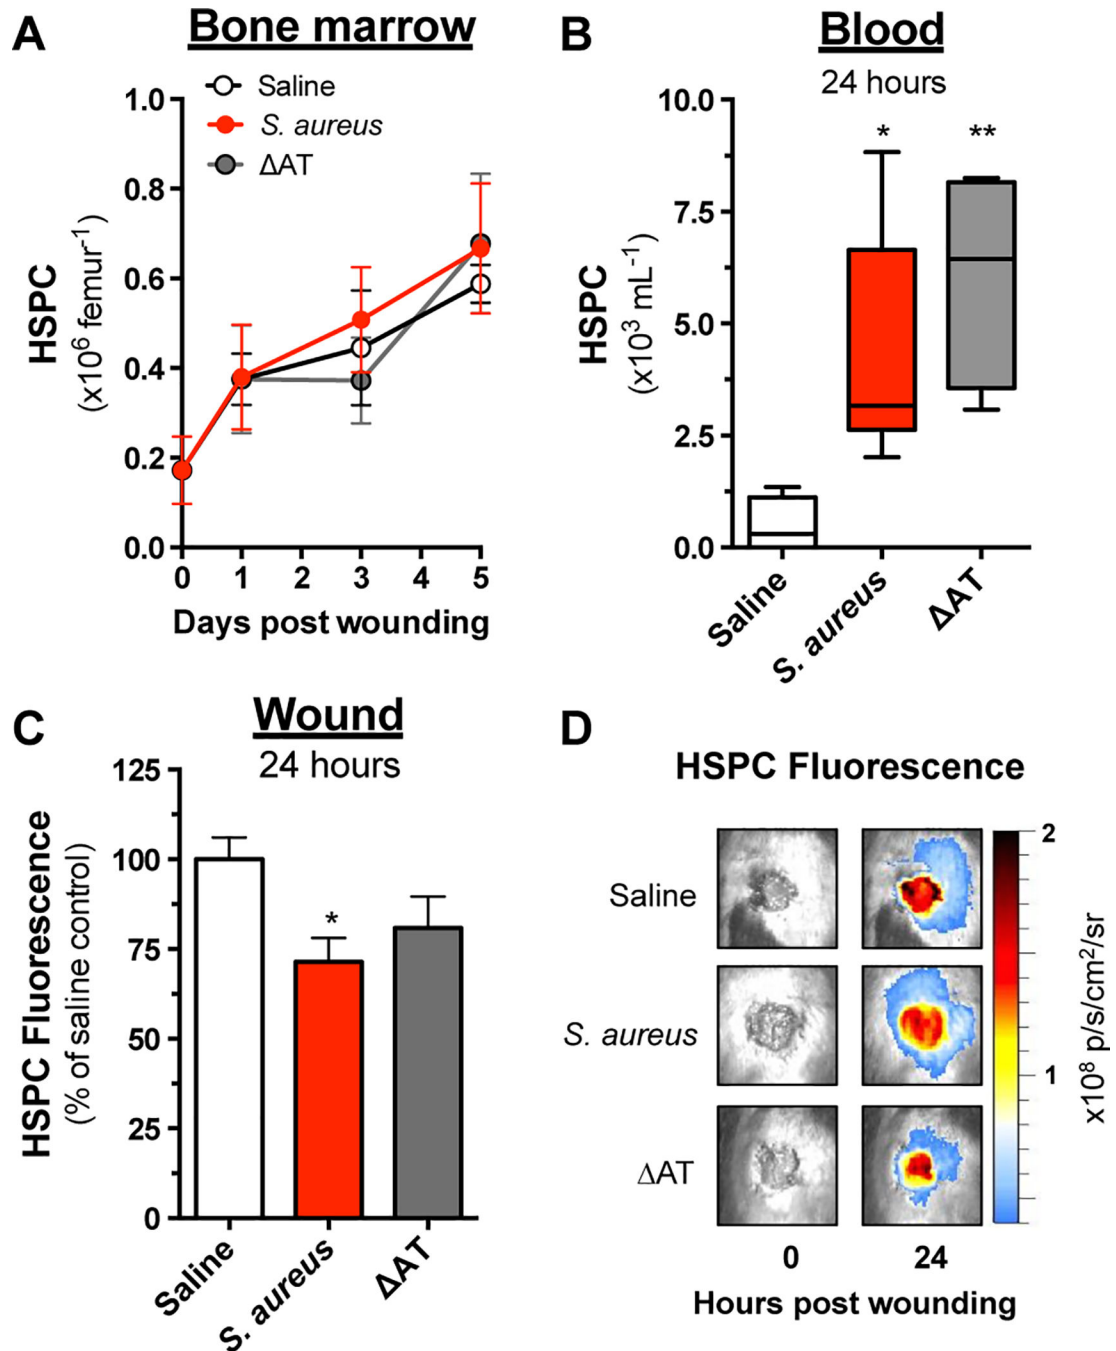 A
Bone marrow
Saline
S. aureus
ΔAT
HSPC
(x10⁶ femur⁻¹)
1.0
0.8
0.6
0.4
0.2
0.0
0 1 2 3 4 5
Days post wounding
B
Blood
24 hours
HSPC
(x10³ mL⁻¹)
10.0
7.5
5.0
2.5
0.0
* **
Saline
S. aureus
ΔAT
C
Wound
24 hours
HSPC Fluorescence
(% of saline control)
125
100
75
50
25
0
*
Saline
S. aureus
ΔAT
D
HSPC Fluorescence
Saline
S. aureus
ΔAT
0 24
Hours post wounding
2
1
x10⁸ p/s/cm²/sr